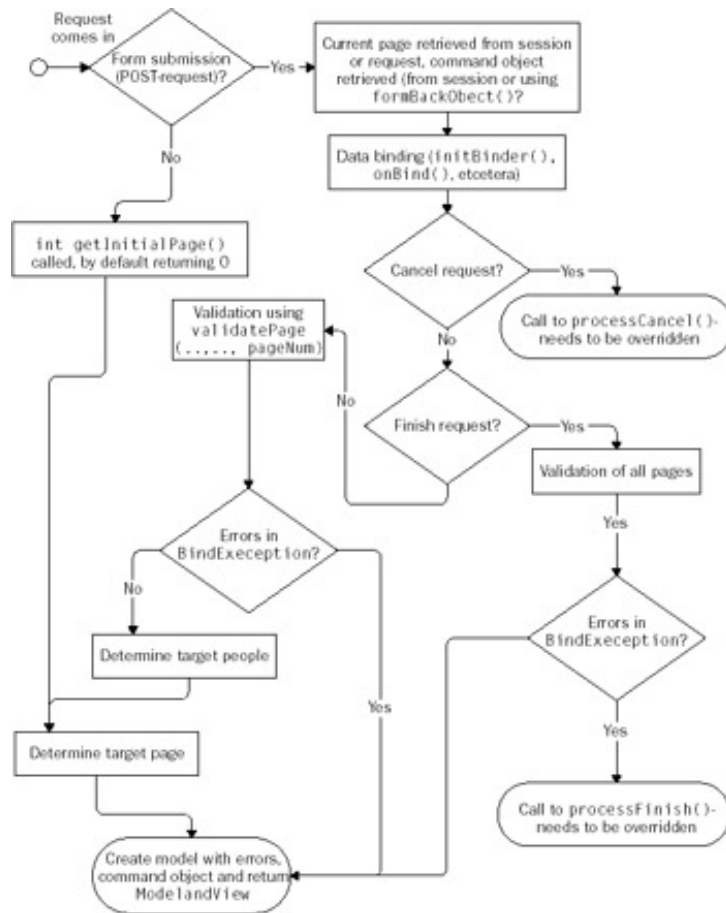 Request
comes in
Form submission
(POST-request)?
Yes
Current page retrieved from session
or request, command object
retrieved (from session or using
formBackObect()?
No
Data binding (initBinder(),
onBind(), etcetera)
int getInitialPage()
called, by default returning 0
Cancel request?
Yes
Call to processCancel()-
needs to be overridden
No
Validation using
validatePage
(..,.., pageNum)
No
Finish request?
Yes
Validation of all pages
Yes
Errors in
BindExeception?
No
Yes
Determine target people
Errors in
BindExeception?
Yes
Determine target page
Call to processFinish()-
needs to be overridden
Create model with errors,
command object and return
ModelandView